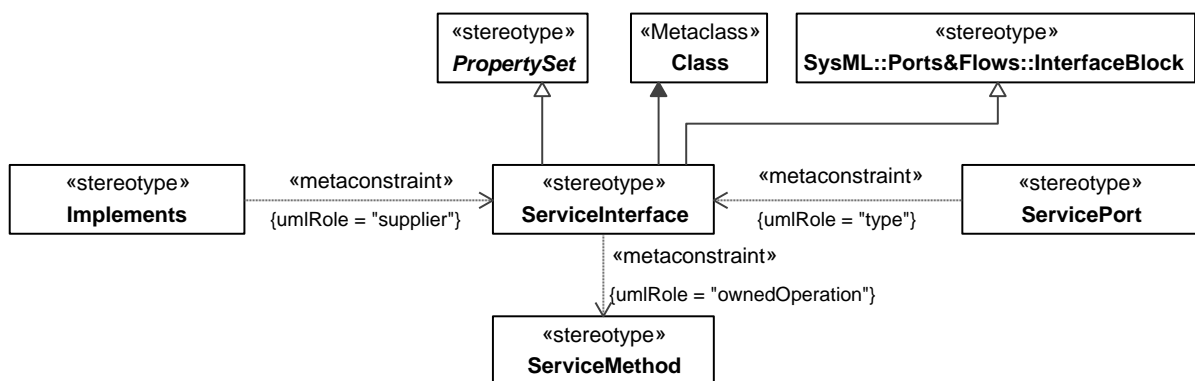 «stereotype»
PropertySet
«Metaclass»
Class
«stereotype»
SysML::Ports&Flows::InterfaceBlock
«stereotype»
Implements
«metaconstraint»
{umlRole = "supplier"}
«stereotype»
ServiceInterface
«metaconstraint»
{umlRole = "type"}
«stereotype»
ServicePort
«metaconstraint»
{umlRole = "ownedOperation"}
«stereotype»
ServiceMethod